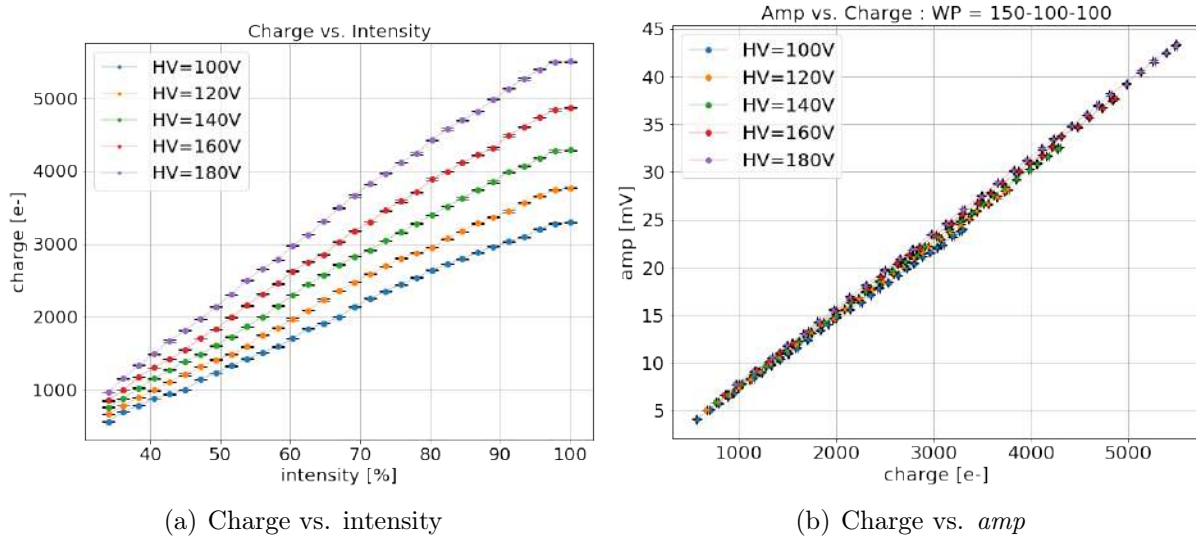 Charge vs. Intensity
HV=100V
HV=120V
HV=140V
HV=160V
HV=180V
charge [e-]
5000
4000
3000
2000
1000
40 50 60 70 80 90 100
intensity [%]
(a) Charge vs. intensity
Amp vs. Charge : WP = 150-100-100
HV=100V
HV=120V
HV=140V
HV=160V
HV=180V
amp [mV]
45
40
35
30
25
20
15
10
5
1000 2000 3000 4000 5000
charge [e-]
(b) Charge vs. amp